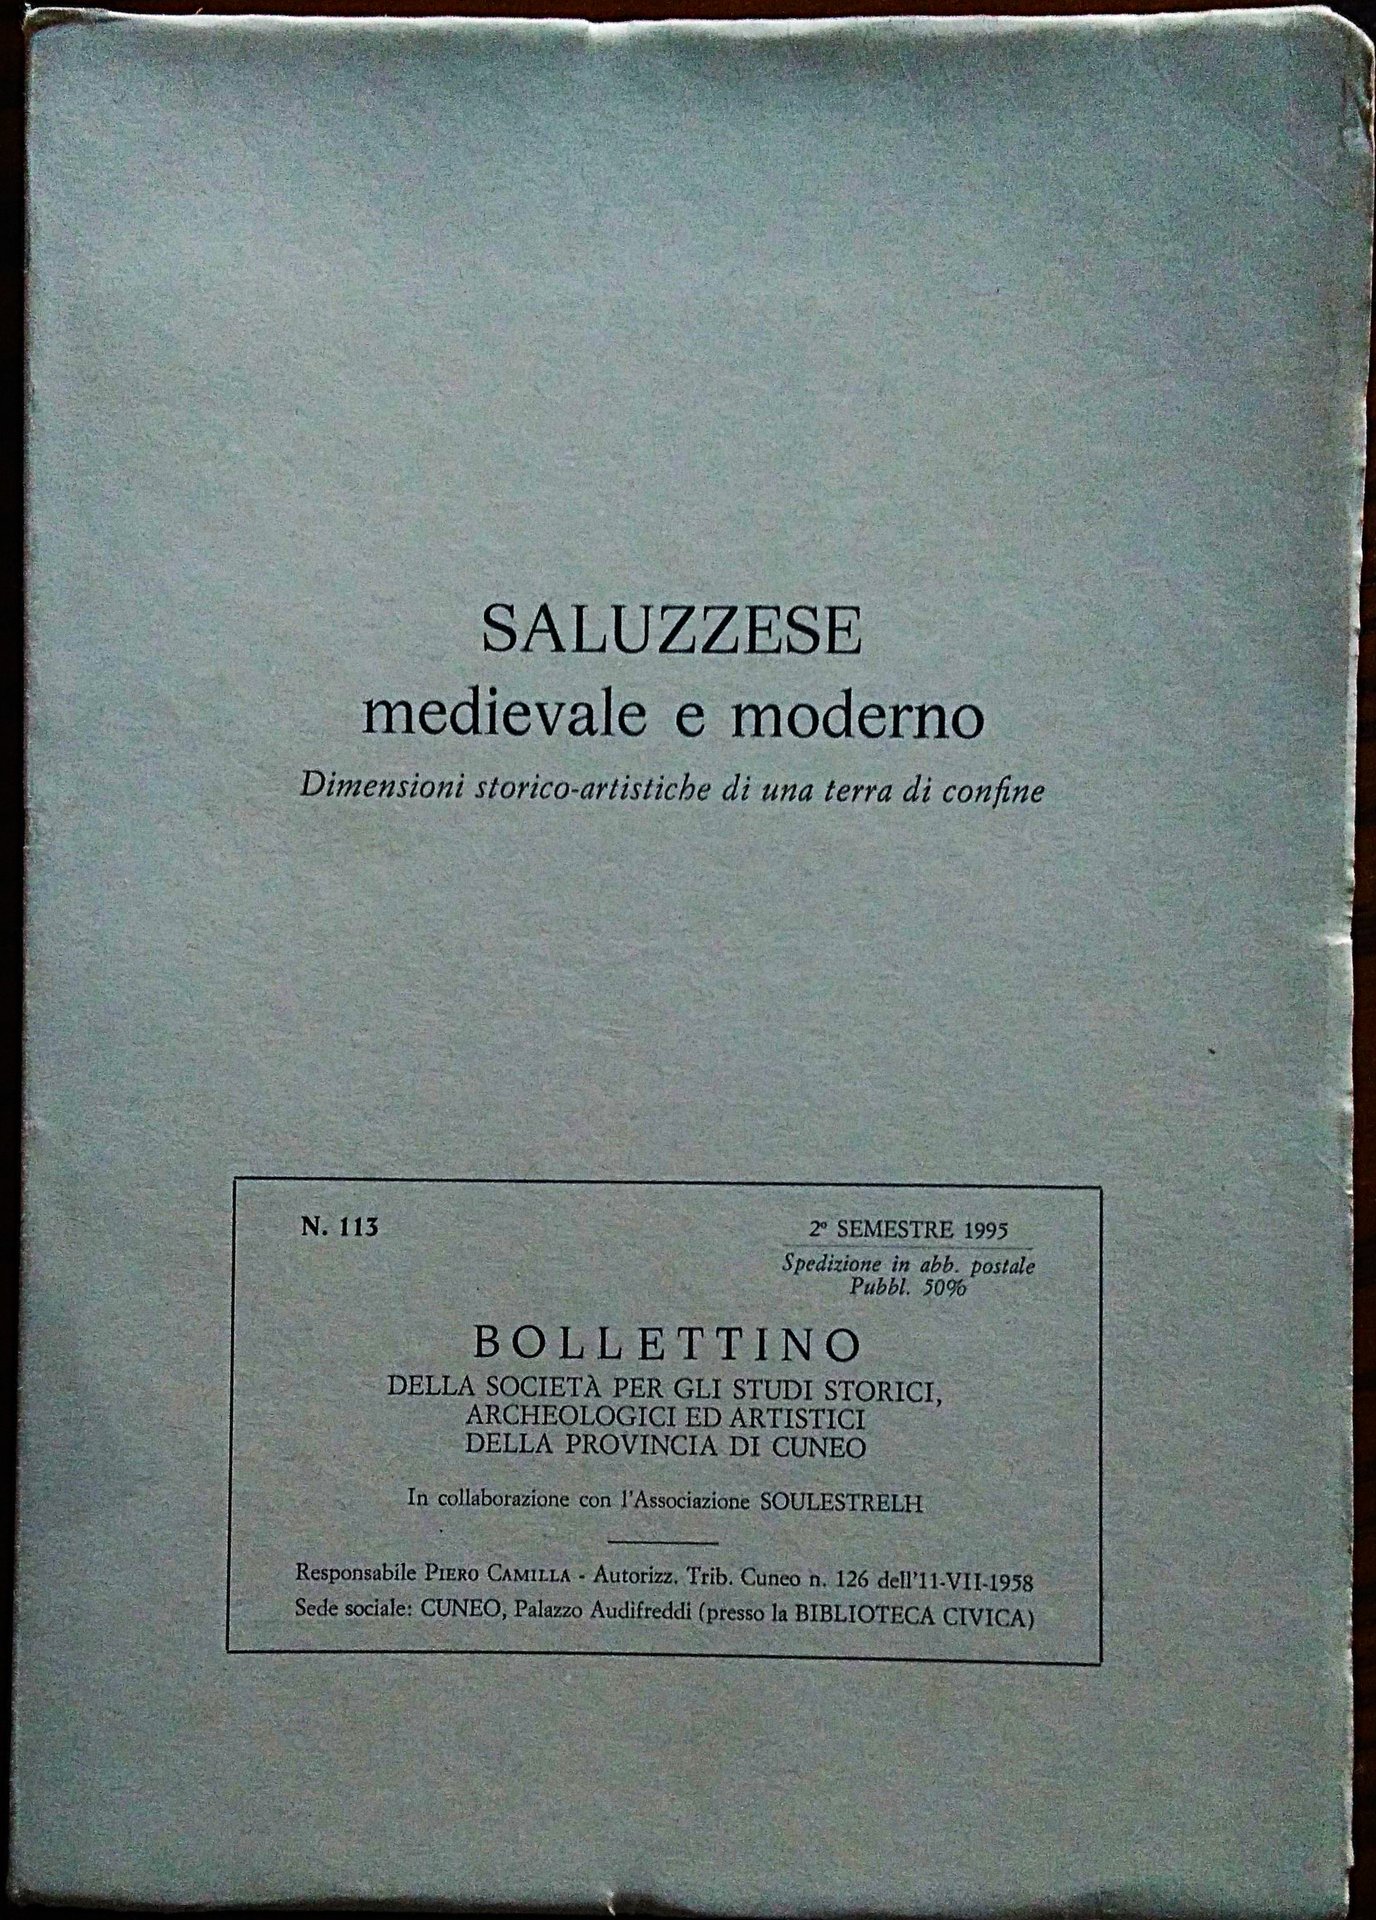 SALUZZESE
medievale e moderno
Dimensioni storico-artistiche di una terra di confine
N. 113
2º SEMESTRE 1995
Spedizione in abb. postale
Pubbl. 50%
BOLLETTINO
DELLA SOCIETÀ PER GLI STUDI STORICI,
ARCHEOLOGICI ED ARTISTICI
DELLA PROVINCIA DI CUNEO
In collaborazione con l'Associazione SOULESTRELH
Responsabile PIERO CAMILLA - Autorizz. Trib. Cuneo n. 126 dell'11-VII-1958
Sede sociale: CUNEO, Palazzo Audifreddi (presso la BIBLIOTECA CIVICA)